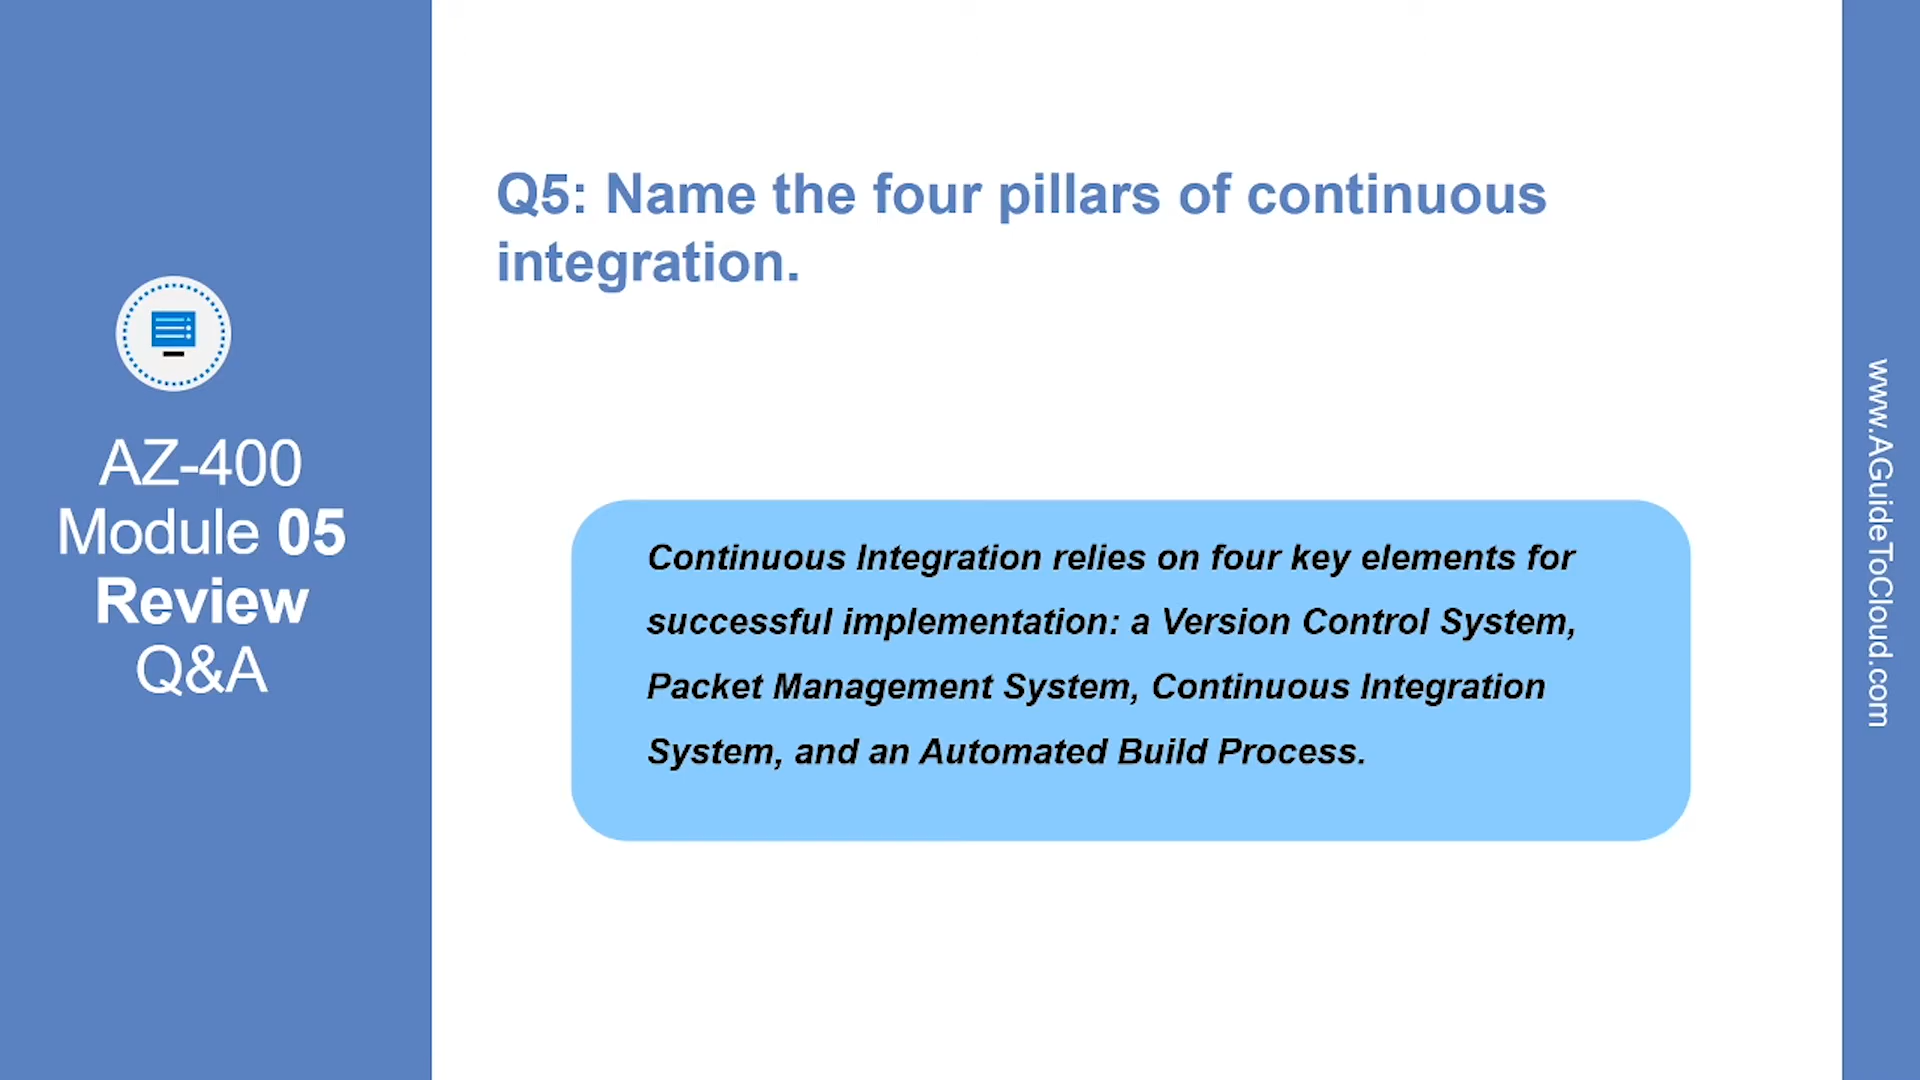 AZ-400
Module 05
Review
Q&A
Q5: Name the four pillars of continuous
integration.
Continuous Integration relies on four key elements for
successful implementation: a Version Control System,
Packet Management System, Continuous Integration
System, and an Automated Build Process.
www.AGuideToCloud.com